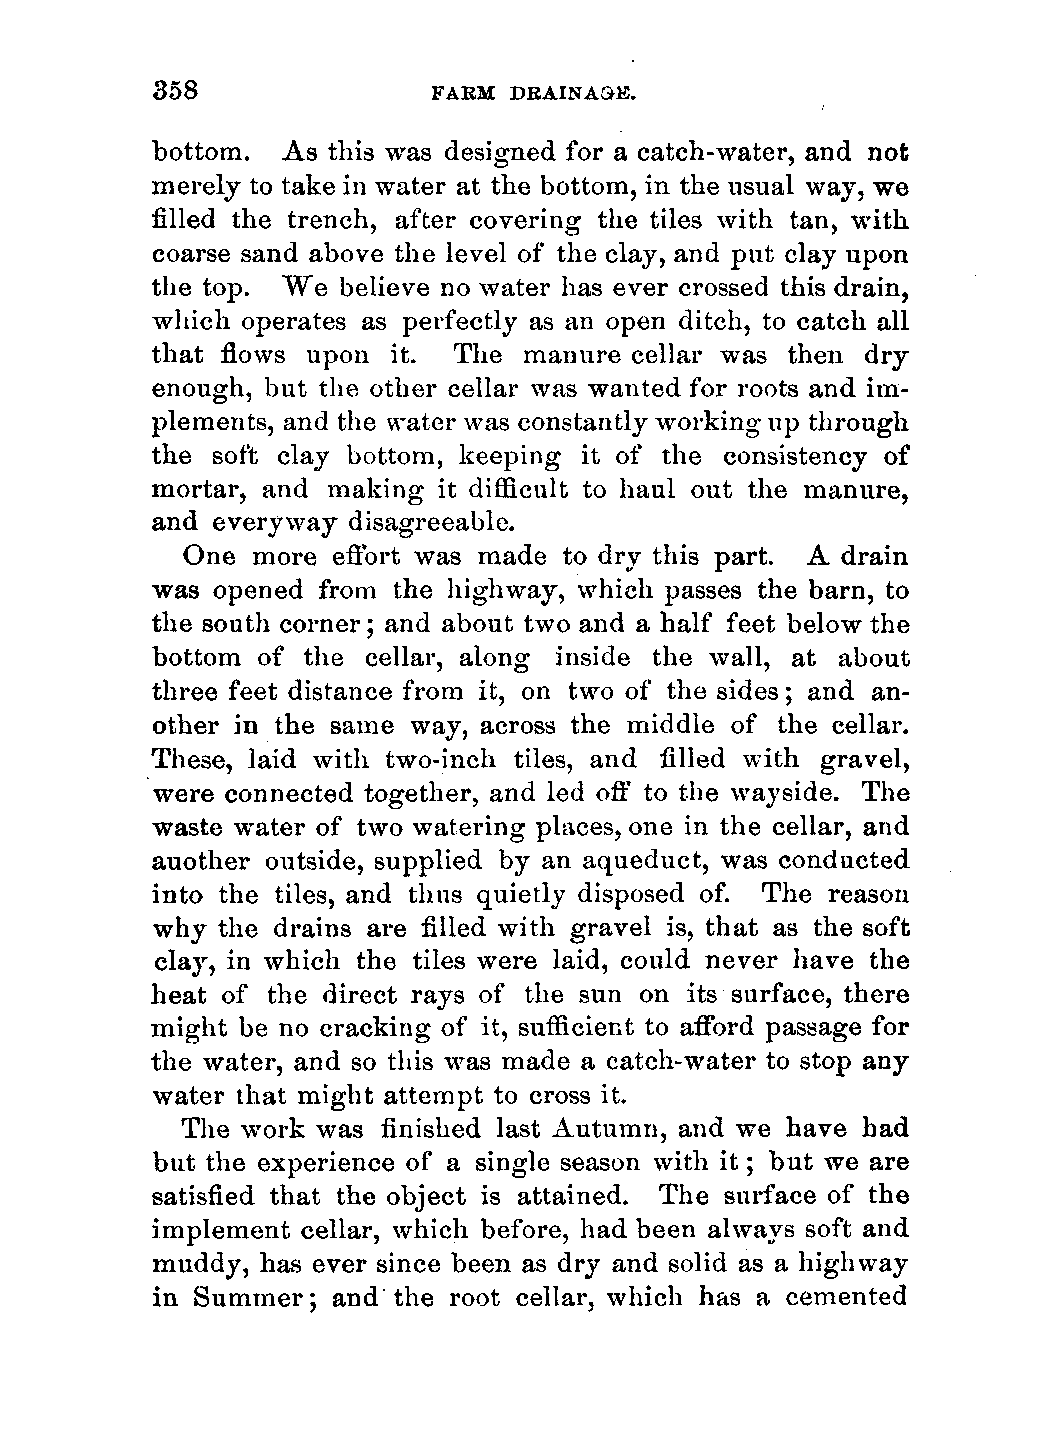 358 FARM DRAINAGE.
bottom. As this was designed for a catch-water, and not
merely to take in water at the bottom, in the usual way, we
filled the trench, after covering the tiles with tan, with
coarse sand above the level of the clay, and put clay upon
the top. We believe no water has ever crossed this drain,
which operates as perfectly as an open ditch, to catch all
that flows upon it. The manure cellar was then dry
enough, but the other cellar was wanted for roots and im-
plements, and the water was constantly working up through
the soft clay bottom, keeping it of the consistency of
mortar, and making it difficult to haul out the manure,
and everyway disagreeable.
One more effort was made to dry this part. A drain
was opened from the highway, which passes the barn, to
the south corner; and about two and a half feet below the
bottom of the cellar, along inside the wall, at about
three feet distance from it, on two of the sides; and an-
other in the same way, across the middle of the cellar.
These, laid with two-inch tiles, and filled with gravel,
were connected together, and led off to the wayside. The
waste water of two watering places, one in the cellar, and
another outside, supplied by an aqueduct, was conducted
into the tiles, and thus quietly disposed of. The reason
why the drains are filled with gravel is, that as the soft
clay, in which the tiles were laid, could never have the
heat of the direct rays of the sun on its surface, there
might be no cracking of it, sufficient to afford passage for
the water, and so this was made a catch-water to stop any
water that might attempt to cross it.
The work was finished last Autumn, and we have had
but the experience of a single season with it; but we are
satisfied that the object is attained. The surface of the
implement cellar, which before, had been always soft and
muddy, has ever since been as dry and solid as a highway
in Summer; and the root cellar, which has a cemented